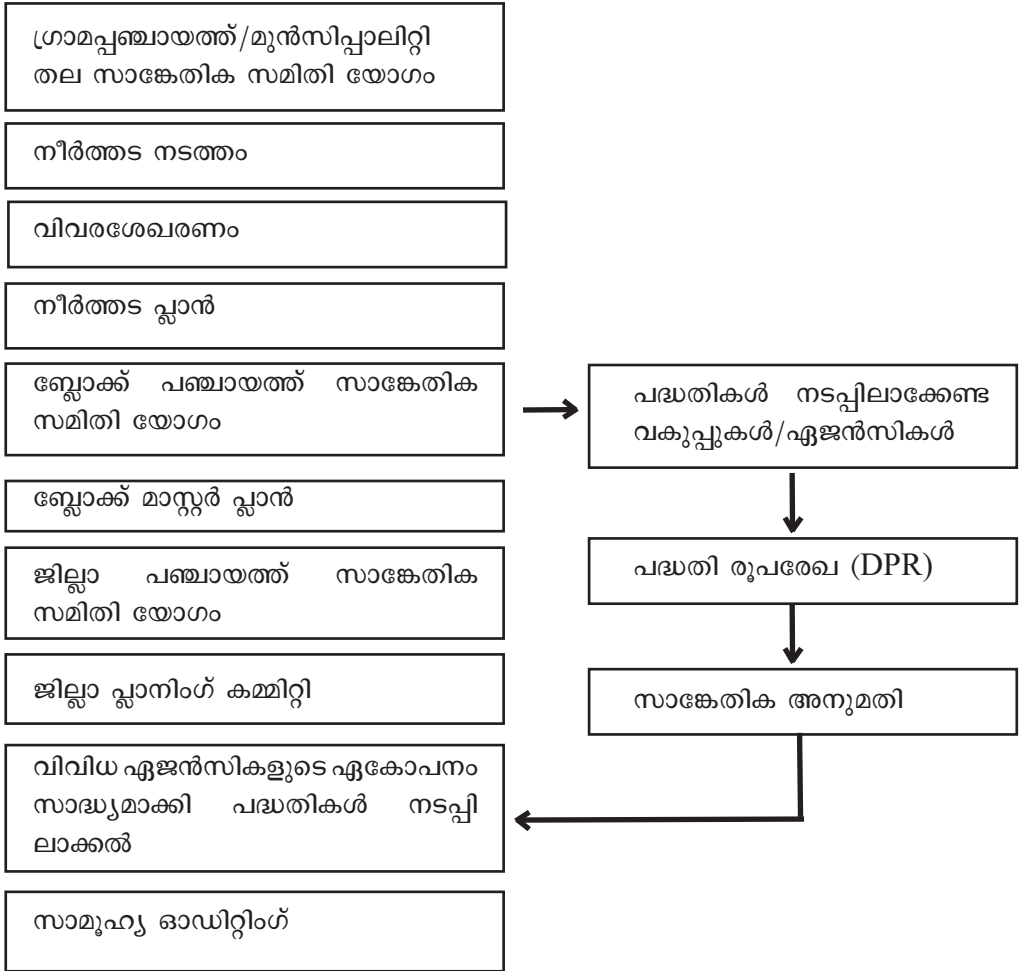 ഗ്രാമപ്പഞ്ചായത്ത്/മുൻസിപ്പാലിറ്റി
തല സാങ്കേതിക സമിതി യോഗം
നീർത്തട നടത്തം
വിവരശേഖരണം
നീർത്തട പ്ലാൻ
ബ്ലോക്ക് പഞ്ചായത്ത് സാങ്കേതിക
സമിതി യോഗം
ബ്ലോക്ക് മാസ്റ്റർ പ്ലാൻ
ജില്ലാ പഞ്ചായത്ത് സാങ്കേതിക
സമിതി യോഗം
ജില്ലാ പ്ലാനിംഗ് കമ്മിറ്റി
വിവിധ ഏജൻസികളുടെ ഏകോപനം
സാദ്ധ്യമാക്കി പദ്ധതികൾ നടപ്പി
ലാക്കൽ
സാമൂഹ്യ ഓഡിറ്റിംഗ്
പദ്ധതികൾ നടപ്പിലാക്കേണ്ട
വകുപ്പുകൾ/ഏജൻസികൾ
പദ്ധതി രൂപരേഖ (DPR)
സാങ്കേതിക അനുമതി